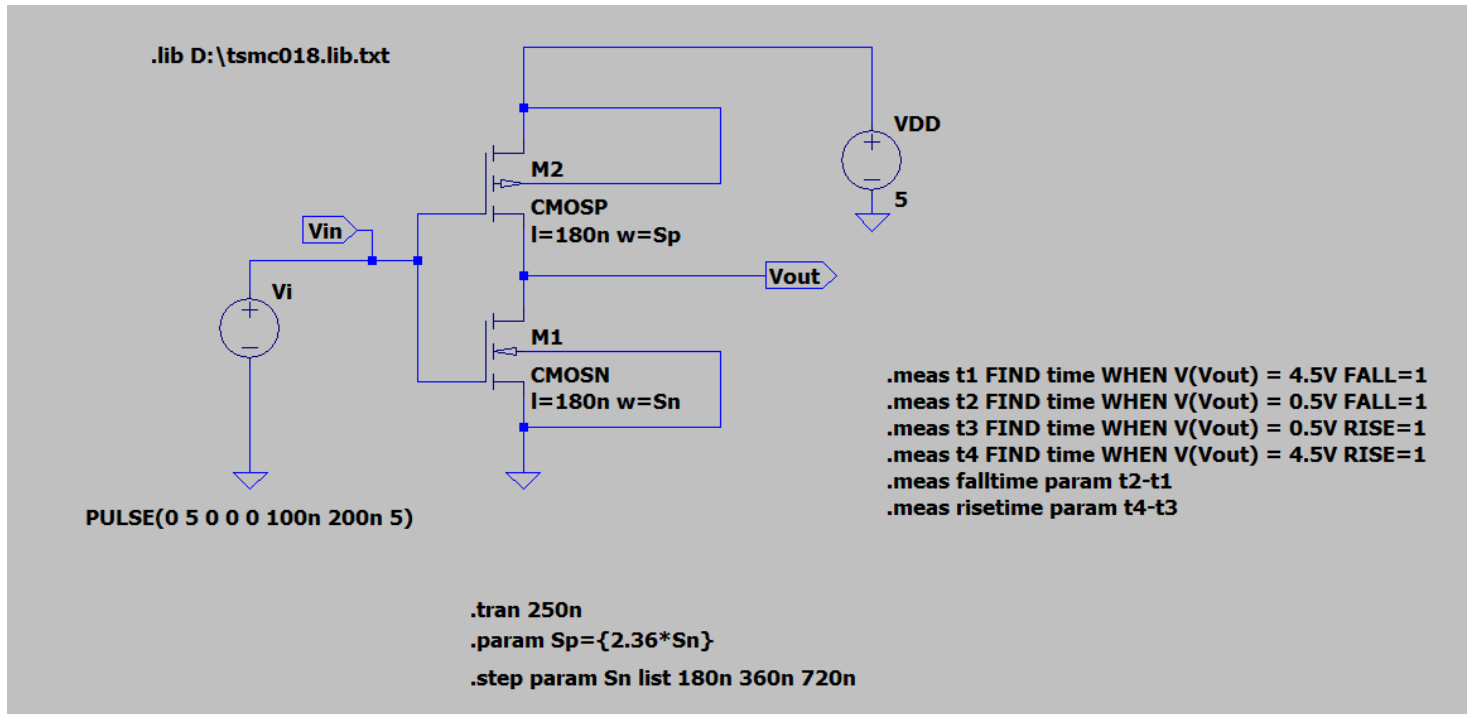 .lib D:\tsmc018.lib.txt
VDD
5
M2
CMOSP
l=180n w=Sp
Vin
Vout
Vi
M1
CMOSN
l=180n w=Sn
PULSE(0 5 0 0 0 100n 200n 5)
.meas t1 FIND time WHEN V(Vout) = 4.5V FALL=1
.meas t2 FIND time WHEN V(Vout) = 0.5V FALL=1
.meas t3 FIND time WHEN V(Vout) = 0.5V RISE=1
.meas t4 FIND time WHEN V(Vout) = 4.5V RISE=1
.meas falltime param t2-t1
.meas risetime param t4-t3
.tran 250n
.param Sp={2.36*Sn}
.step param Sn list 180n 360n 720n